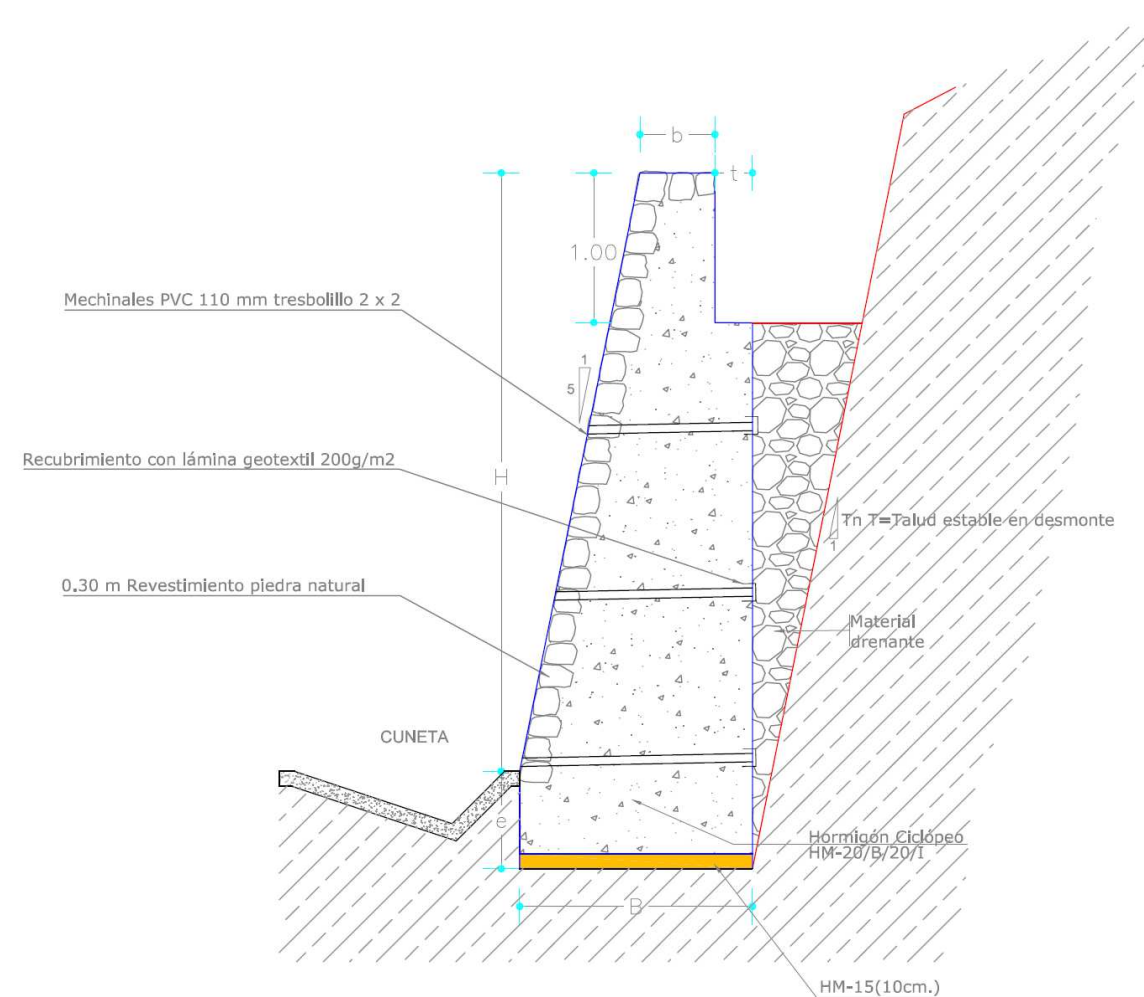 b
t
1.00
Mechinales PVC 110 mm tresbolillo 2 x 2
1
5
Recubrimiento con lámina geotextil 200g/m2
H
Tn T=Talud estable en desmonte
1
0.30 m Revestimiento piedra natural
Material
drenante
CUNETA
e
Hormigón Ciclópeo
HM-20/B/20/I
B
HM-15(10cm.)